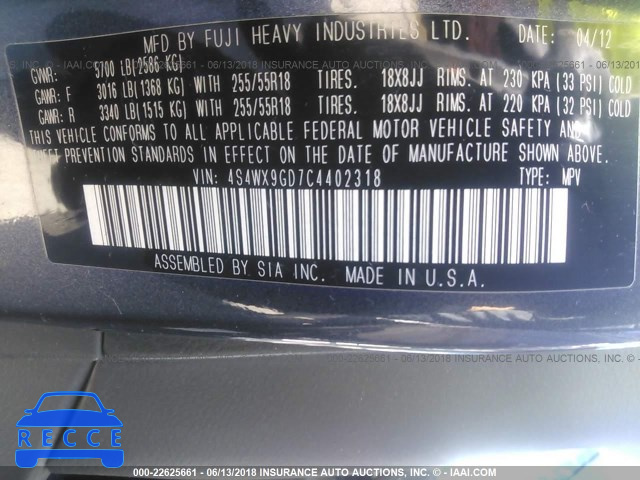 MFD BY FUJI HEAVY INDUSTRIES LTD. DATE: 04/12
GVWR: 5700 LB(2586 KG)
GAWR: F 3016 LB(1368 KG) WITH 255/55R18 TIRES. 18X8JJ RIMS. AT 230 KPA (33 PSI) COLD
GAWR: R 3340 LB(1515 KG) WITH 255/55R18 TIRES. 18X8JJ RIMS. AT 220 KPA (32 PSI) COLD
THIS VEHICLE CONFORMS TO ALL APPLICABLE FEDERAL MOTOR VEHICLE SAFETY AND
THEFT PREVENTION STANDARDS IN EFFECT ON THE DATE OF MANUFACTURE SHOWN ABOVE.
VIN: 4S4WX9GD7C4402318 TYPE: MPV
ASSEMBLED BY SIA INC. MADE IN U.S.A.
RECCE
000-22625661 - 06/13/2018 INSURANCE AUTO AUCTIONS CORP. - © - IAAI.COM